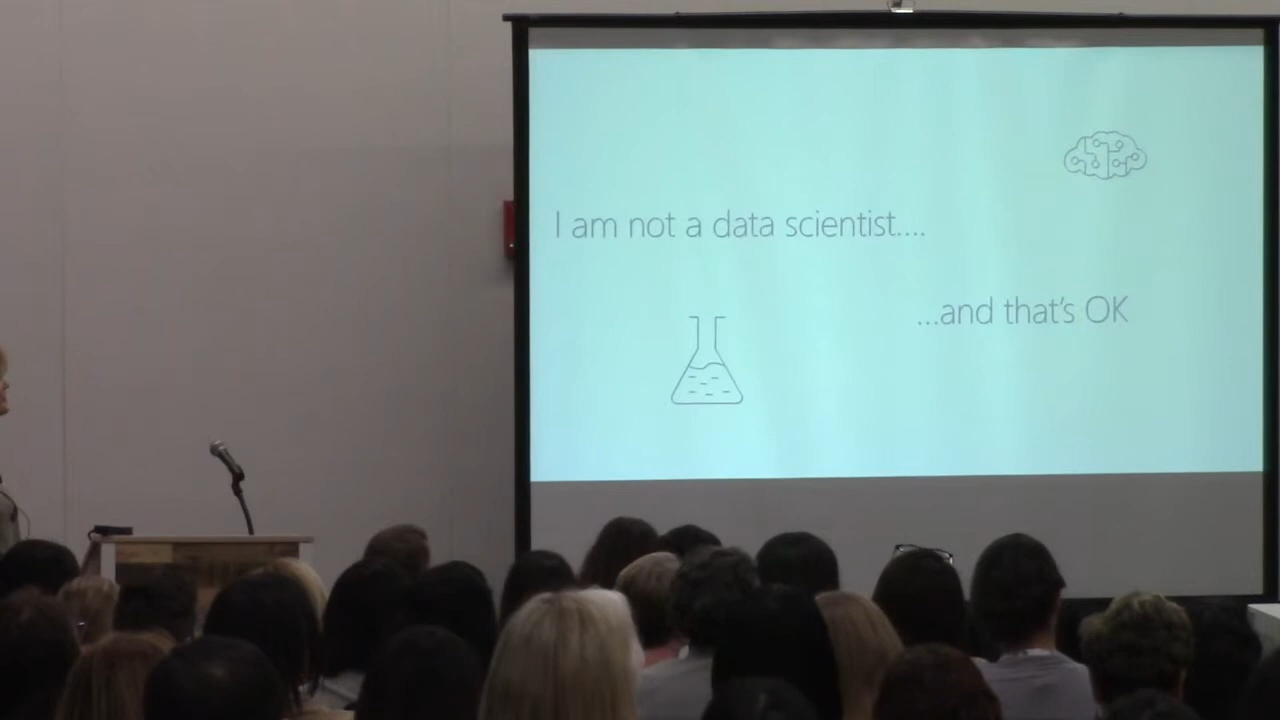 I am not a data scientist....
...and that's OK